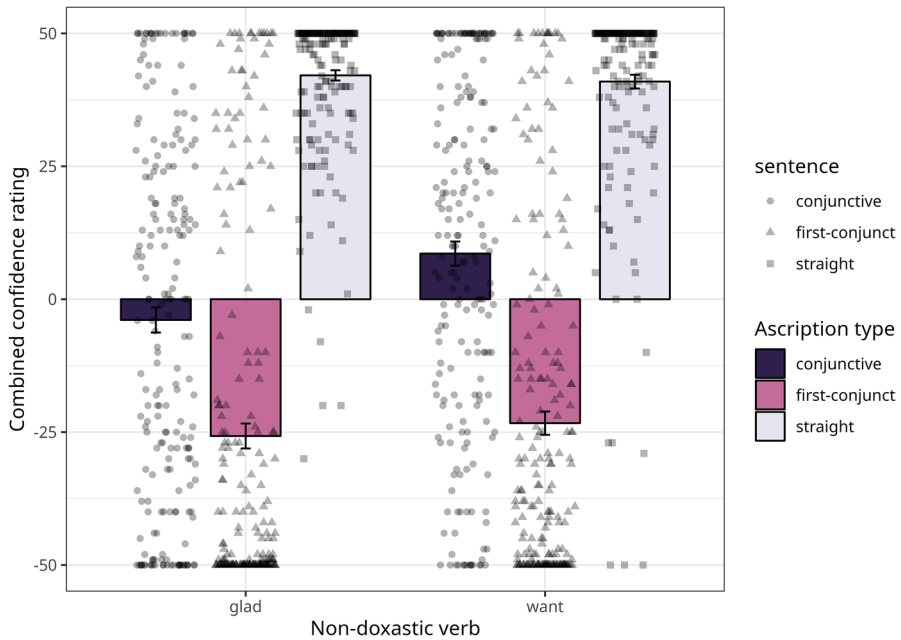 Combined confidence rating
50
25
0
-25
-50
glad
want
Non-doxastic verb
sentence
conjunctive
first-conjunct
straight
Ascription type
conjunctive
first-conjunct
straight